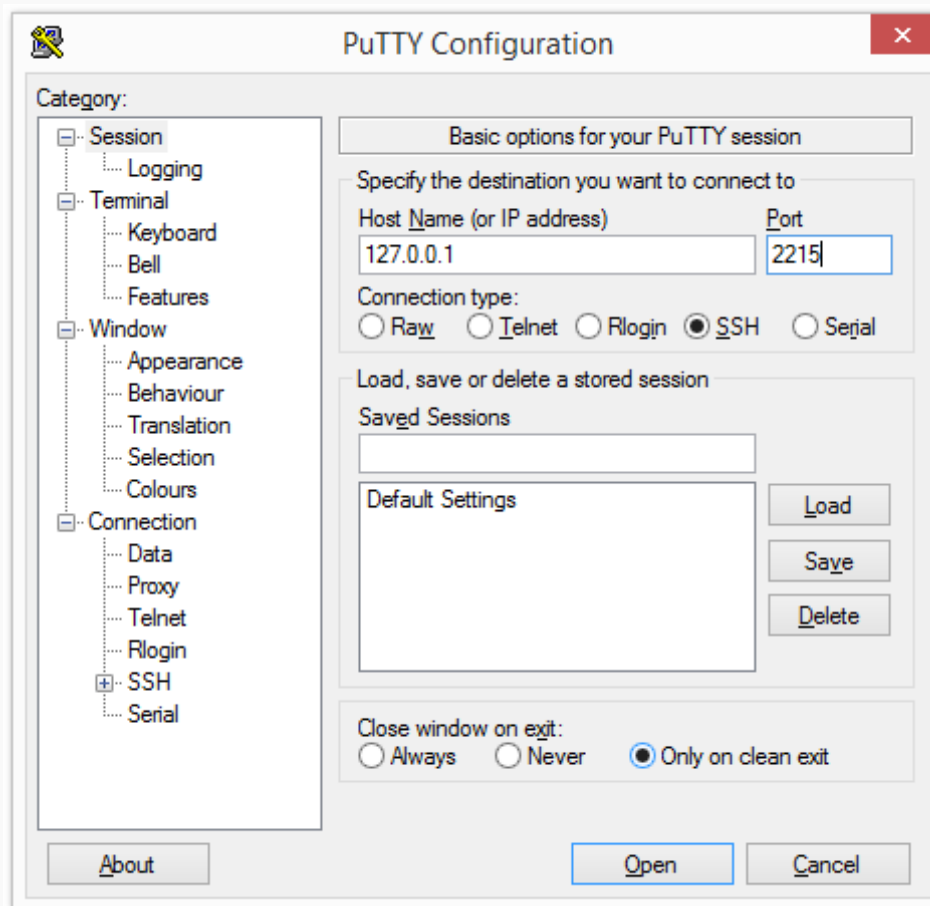 PuTTY Configuration
Category:
Session
Logging
Terminal
Keyboard
Bell
Features
Window
Appearance
Behaviour
Translation
Selection
Colours
Connection
Data
Proxy
Telnet
Rlogin
SSH
Serial
Basic options for your PuTTY session
Specify the destination you want to connect to
Host Name (or IP address) Port
127.0.0.1 2215
Connection type:
Raw Telnet Rlogin SSH Serial
Load, save or delete a stored session
Saved Sessions
Default Settings
Load
Save
Delete
Close window on exit:
Always Never Only on clean exit
About Open Cancel